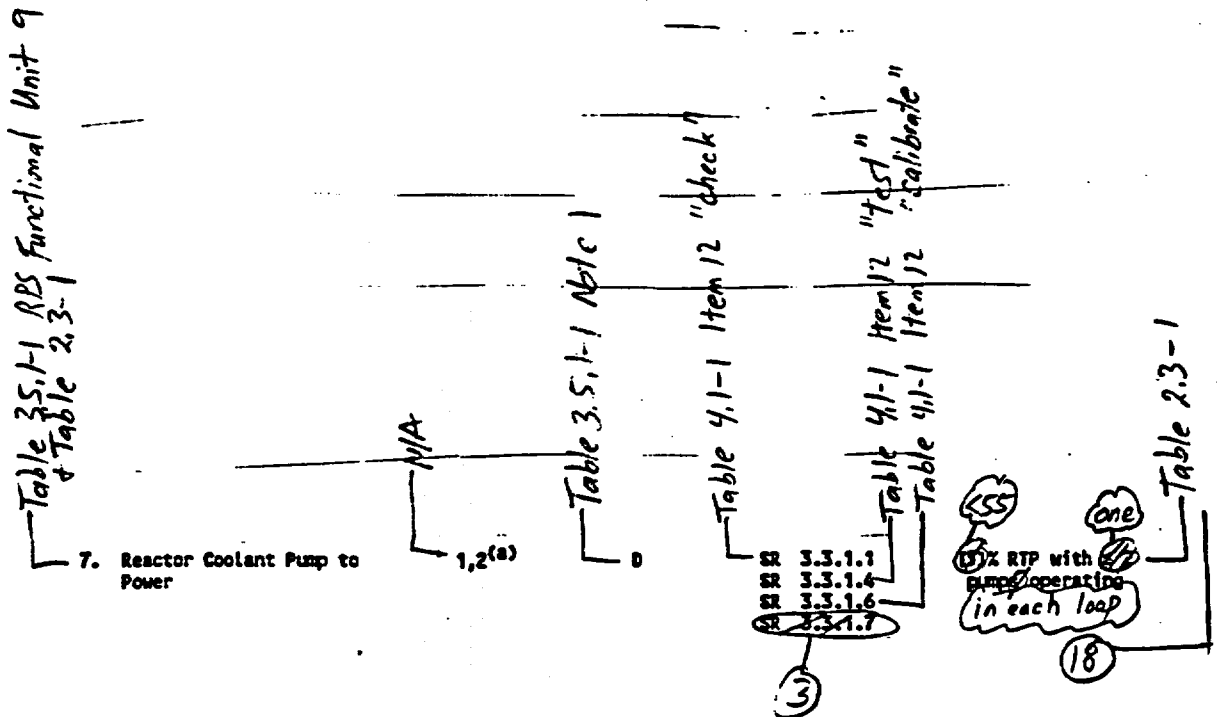 Table 3.5.1-1 RPS Functional Unit 9
+ Table 2.3-1
N/A
Table 3.5.1-1 Note 1
Table 4.1-1 Item 12 "check"
Table 4.1-1 Item 12 "test"
Table 4.1-1 Item 12 "calibrate"
Table 2.3-1
≤55
one
7. Reactor Coolant Pump to
Power
1,2(a)
D
SR 3.3.1.1
SR 3.3.1.4
SR 3.3.1.6
SR 3.3.1.7
% RTP with
pumps operating
in each loop
3
18